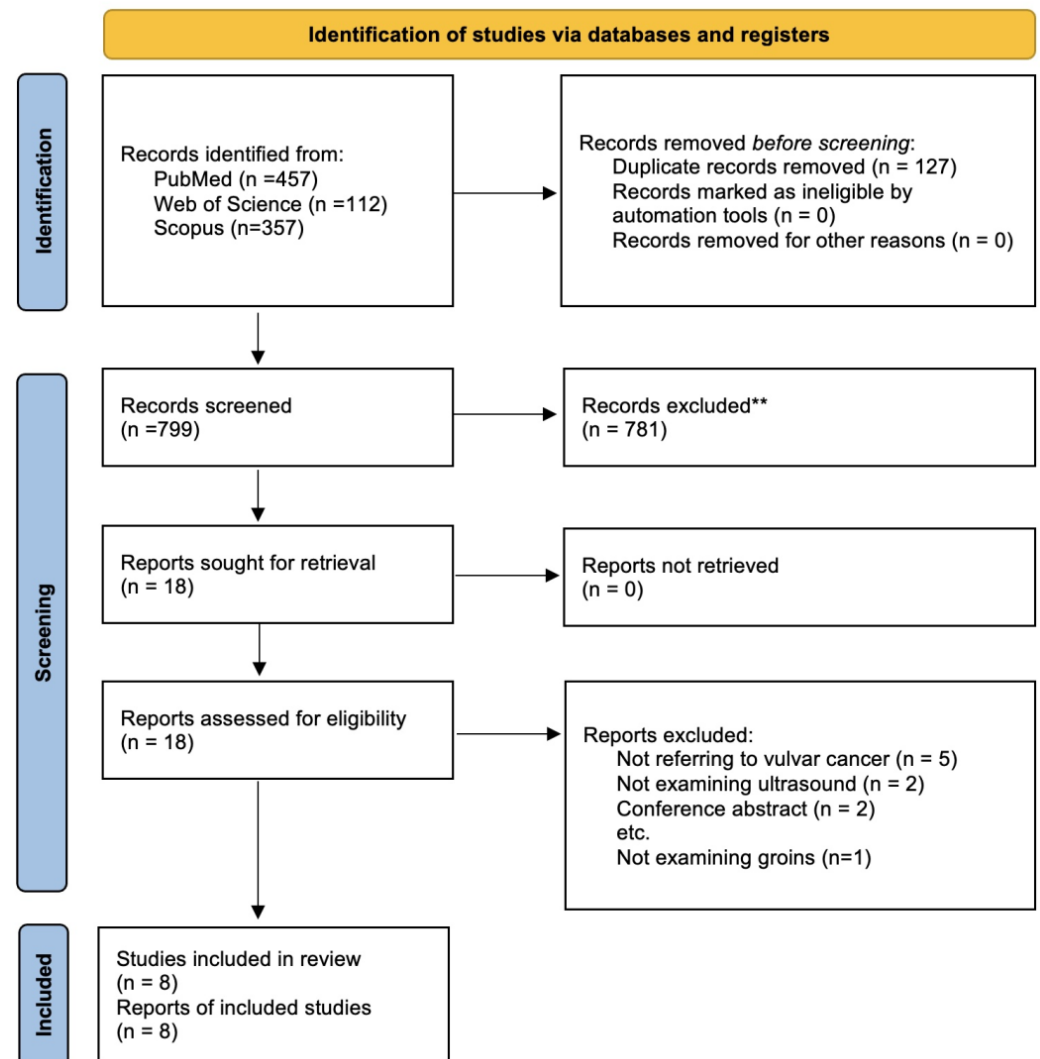 Identification of studies via databases and registers
Identification
Records identified from:
PubMed (n =457)
Web of Science (n =112)
Scopus (n=357)
Records removed before screening:
Duplicate records removed (n = 127)
Records marked as ineligible by
automation tools (n = 0)
Records removed for other reasons (n = 0)
Screening
Records screened
(n =799)
Records excluded**
(n = 781)
Reports sought for retrieval
(n = 18)
Reports not retrieved
(n = 0)
Reports assessed for eligibility
(n = 18)
Reports excluded:
Not referring to vulvar cancer (n = 5)
Not examining ultrasound (n = 2)
Conference abstract (n = 2)
etc.
Not examining groins (n=1)
Included
Studies included in review
(n = 8)
Reports of included studies
(n = 8)